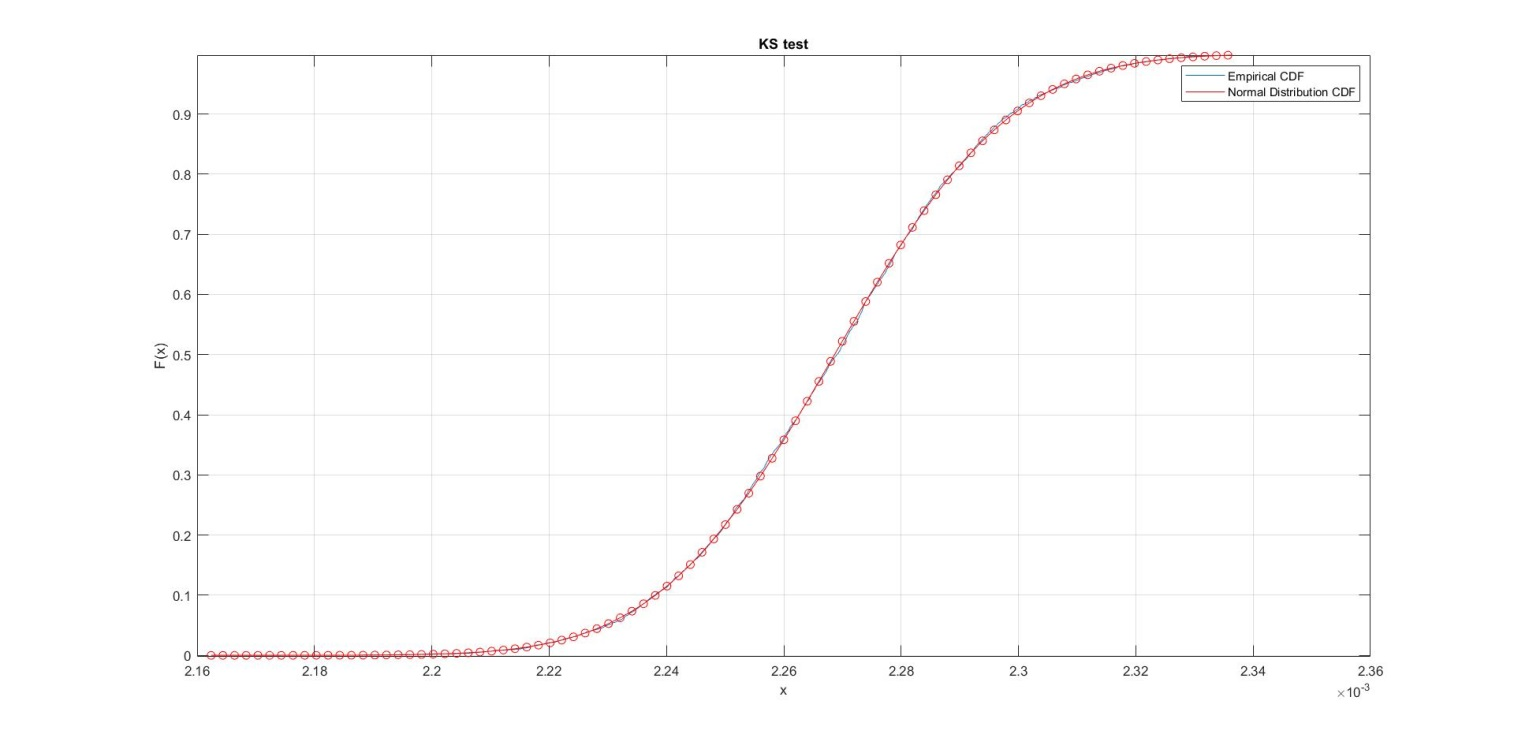 KS test
Empirical CDF
Normal Distribution CDF
0.9
0.8
0.7
0.6
0.5
0.4
0.3
0.2
0.1
0
F(x)
2.16 2.18 2.2 2.22 2.24 2.26 2.28 2.3 2.32 2.34 2.36
x
×10-3